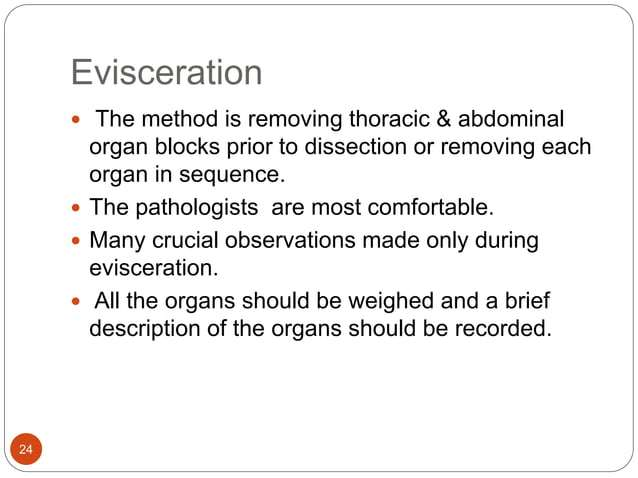 Evisceration
• The method is removing thoracic & abdominal
organ blocks prior to dissection or removing each
organ in sequence.
• The pathologists  are most comfortable.
• Many crucial observations made only during
evisceration.
• All the organs should be weighed and a brief
description of the organs should be recorded.
24